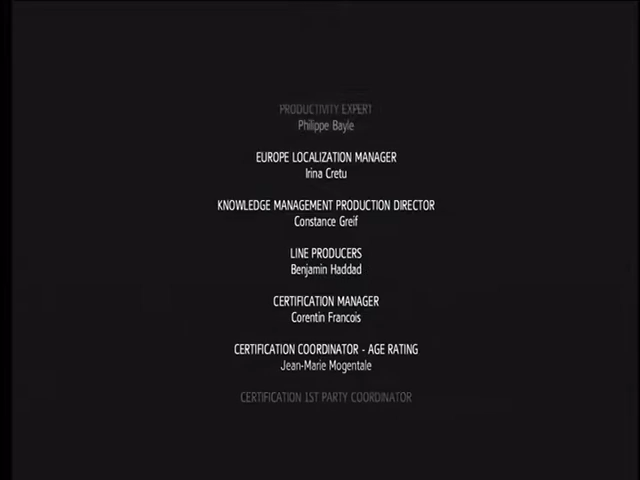 PRODUCTIVITY EXPERT
Philippe Bayle
EUROPE LOCALIZATION MANAGER
Irina Cretu
KNOWLEDGE MANAGEMENT PRODUCTION DIRECTOR
Constance Greif
LINE PRODUCERS
Benjamin Haddad
CERTIFICATION MANAGER
Corentin Francois
CERTIFICATION COORDINATOR - AGE RATING
Jean-Marie Mogentale
CERTIFICATION 1ST PARTY COORDINATOR